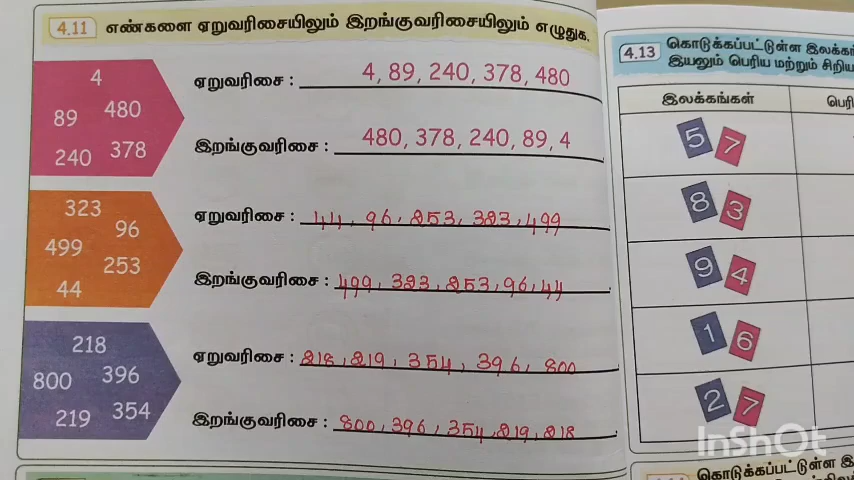 4.11 எண்களை ஏறுவரிசையிலும் இறங்குவரிசையிலும் எழுதுக.
4
89
480
240
378
ஏறுவரிசை : 4, 89, 240, 378, 480
இறங்குவரிசை : 480, 378, 240, 89, 4
323
96
499
253
44
ஏறுவரிசை : 44, 96, 253, 323, 499
இறங்குவரிசை : 499, 323, 253, 96, 44
218
800
396
219
354
ஏறுவரிசை : 218, 219, 354, 396, 800
இறங்குவரிசை : 800, 396, 354, 219, 218
4.13 கொடுக்கப்பட்டுள்ள
இயலும் பெரிய மற்றும்
இலக்கங்கள்
5 7
8 3
9 4
1 6
2 7
கொடுக்கப்பட்டுள்ள
InShOt